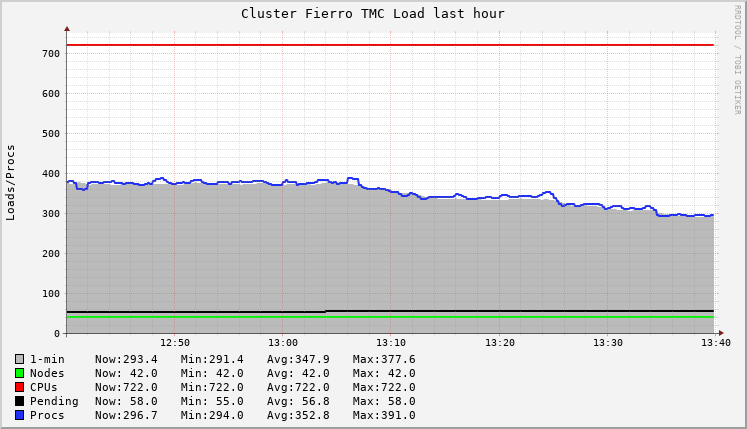 Cluster Fierro TMC Load last hour
RRDTOOL / TOBI OETIKER
Loads/Procs
700
600
500
400
300
200
100
0
12:50 13:00 13:10 13:20 13:30 13:40
1-min Now:293.4 Min:291.4 Avg:347.9 Max:377.6
Nodes Now: 42.0 Min: 42.0 Avg: 42.0 Max: 42.0
CPUs Now:722.0 Min:722.0 Avg:722.0 Max:722.0
Pending Now: 58.0 Min: 55.0 Avg: 56.8 Max: 58.0
Procs Now:296.7 Min:294.0 Avg:352.8 Max:391.0